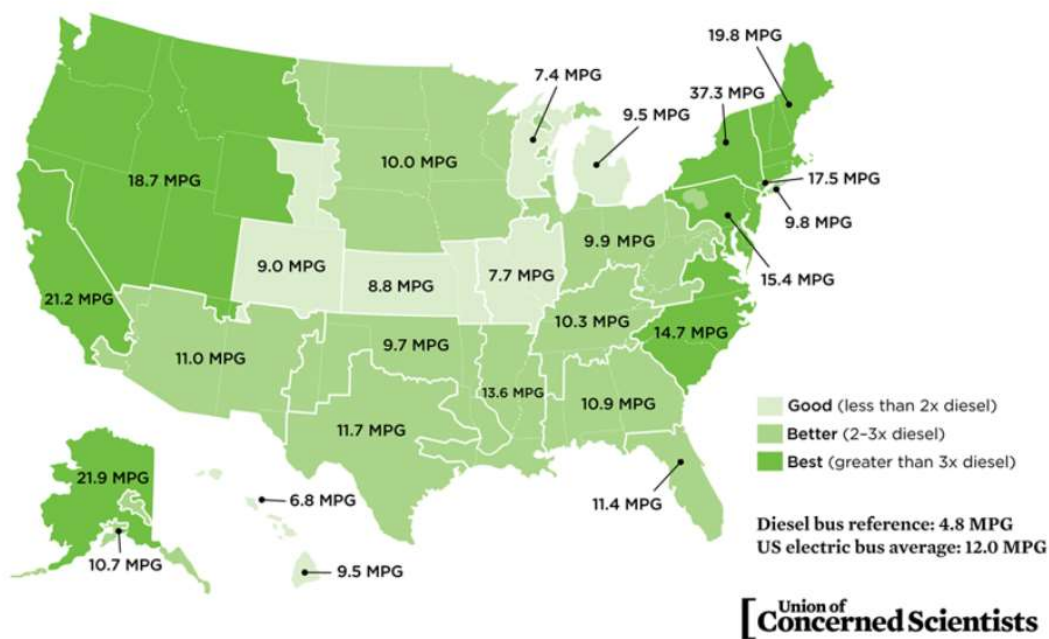 19.8 MPG
7.4 MPG
37.3 MPG
9.5 MPG
10.0 MPG
18.7 MPG
17.5 MPG
9.8 MPG
9.9 MPG
9.0 MPG
7.7 MPG
15.4 MPG
8.8 MPG
21.2 MPG
10.3 MPG
14.7 MPG
9.7 MPG
11.0 MPG
13.6 MPG
10.9 MPG
11.7 MPG
Good (less than 2x diesel)
Better (2–3x diesel)
Best (greater than 3x diesel)
21.9 MPG
6.8 MPG
11.4 MPG
10.7 MPG
9.5 MPG
Diesel bus reference: 4.8 MPG
US electric bus average: 12.0 MPG
[Union of
Concerned Scientists